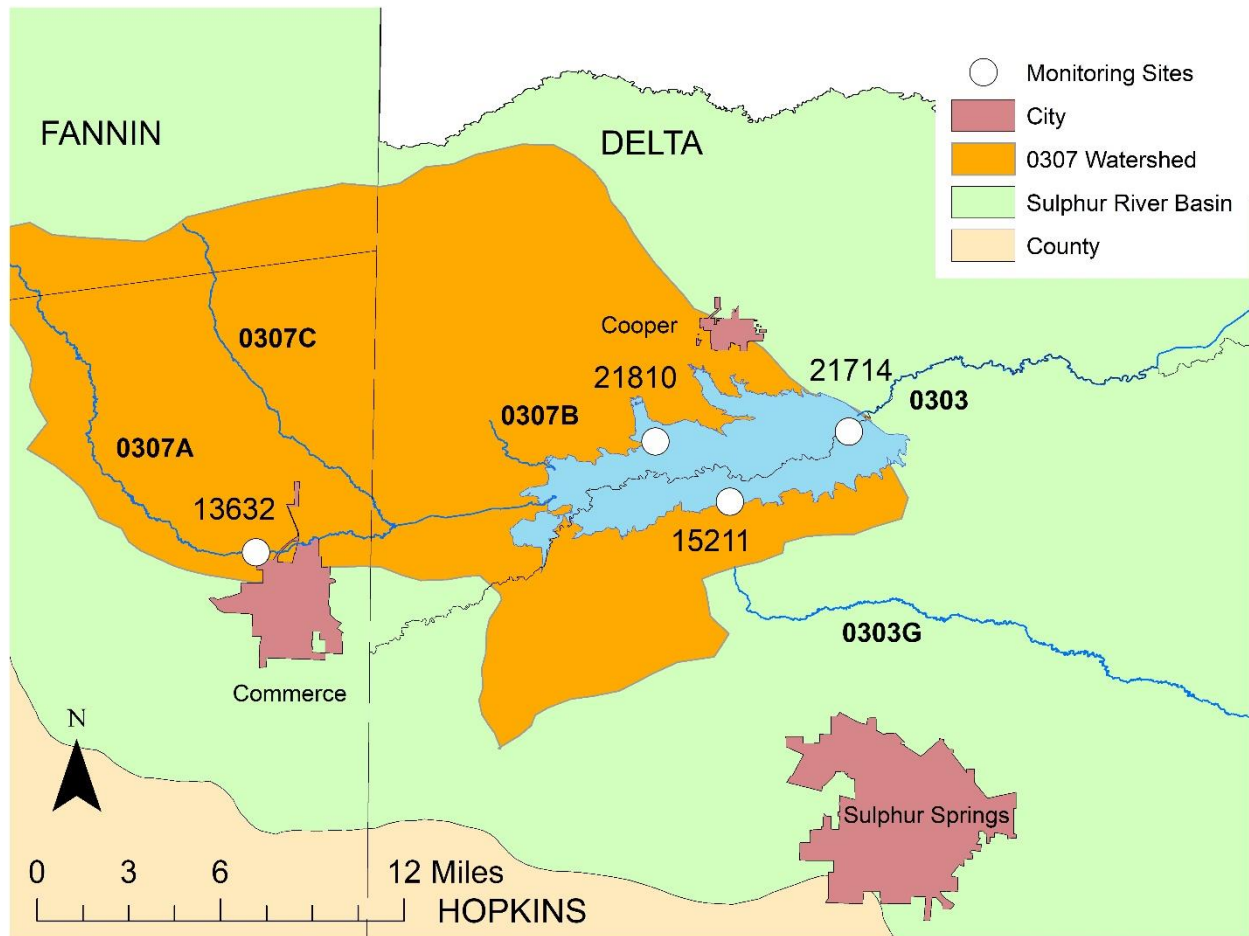 FANNIN
DELTA
Monitoring Sites
City
0307 Watershed
Sulphur River Basin
County
Cooper
0307C
21810
21714
0303
0307B
0307A
13632
15211
0303G
Commerce
N
Sulphur Springs
0 3 6 12 Miles
HOPKINS